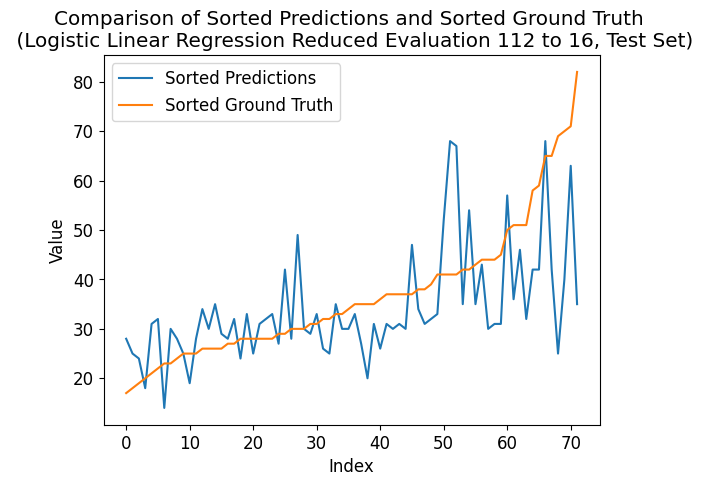 Comparison of Sorted Predictions and Sorted Ground Truth
(Logistic Linear Regression Reduced Evaluation 112 to 16, Test Set)
Sorted Predictions
Sorted Ground Truth
80
70
60
50
40
30
20
Value
0 10 20 30 40 50 60 70
Index